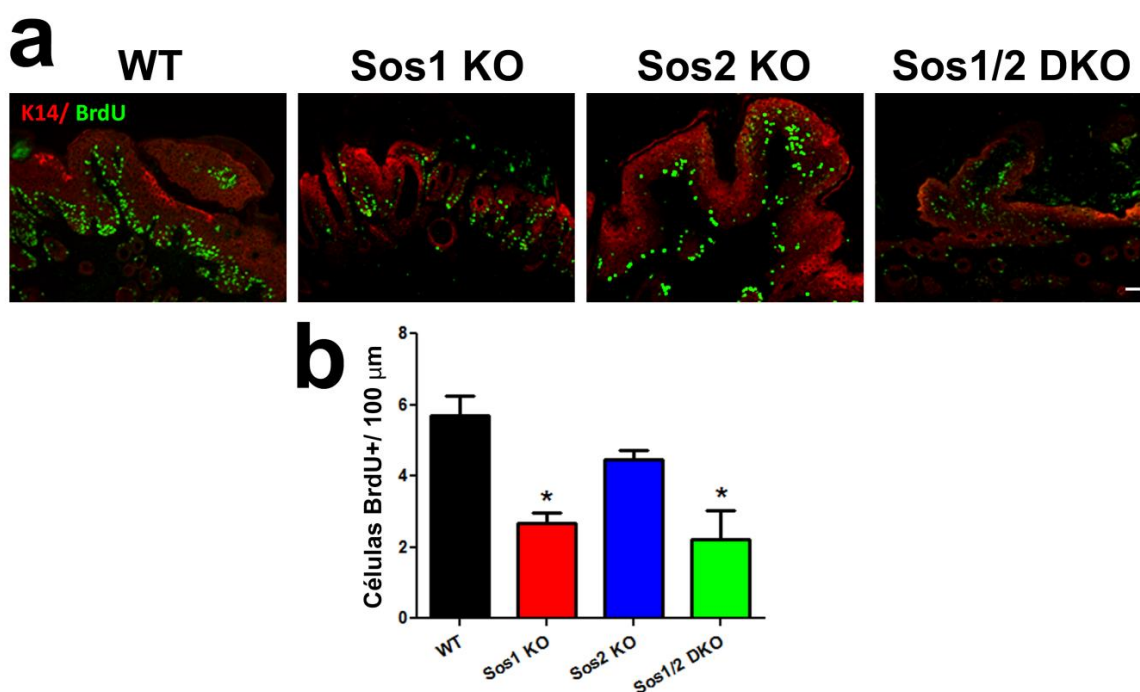 a
WT
Sos1 KO
Sos2 KO
Sos1/2 DKO
K14/ BrdU
b
Células BrdU+/ 100 µm
8
6
4
2
0
*
*
WT
Sos1 KO
Sos2 KO
Sos1/2 DKO